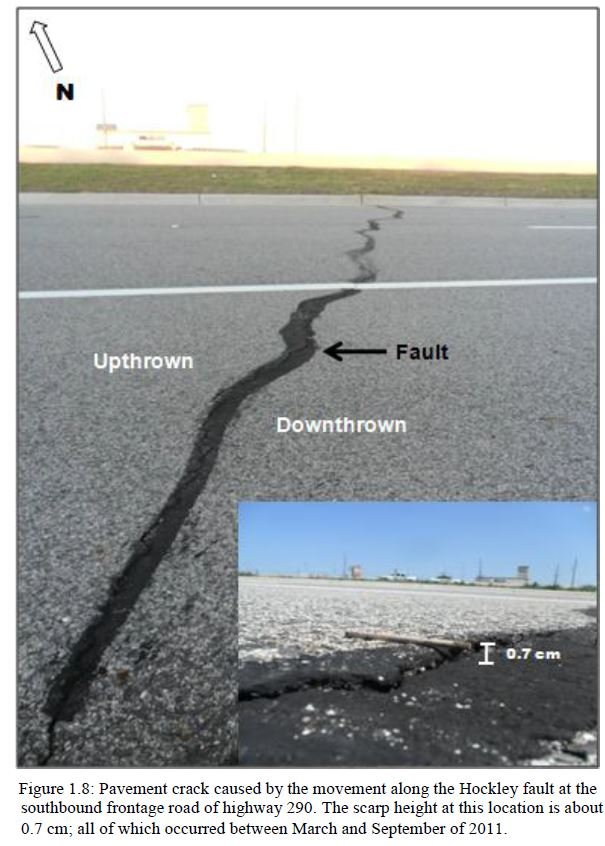 N
Upthrown
Fault
Downthrown
0.7 cm
Figure 1.8: Pavement crack caused by the movement along the Hockley fault at the
southbound frontage road of highway 290. The scarp height at this location is about
0.7 cm; all of which occurred between March and September of 2011.